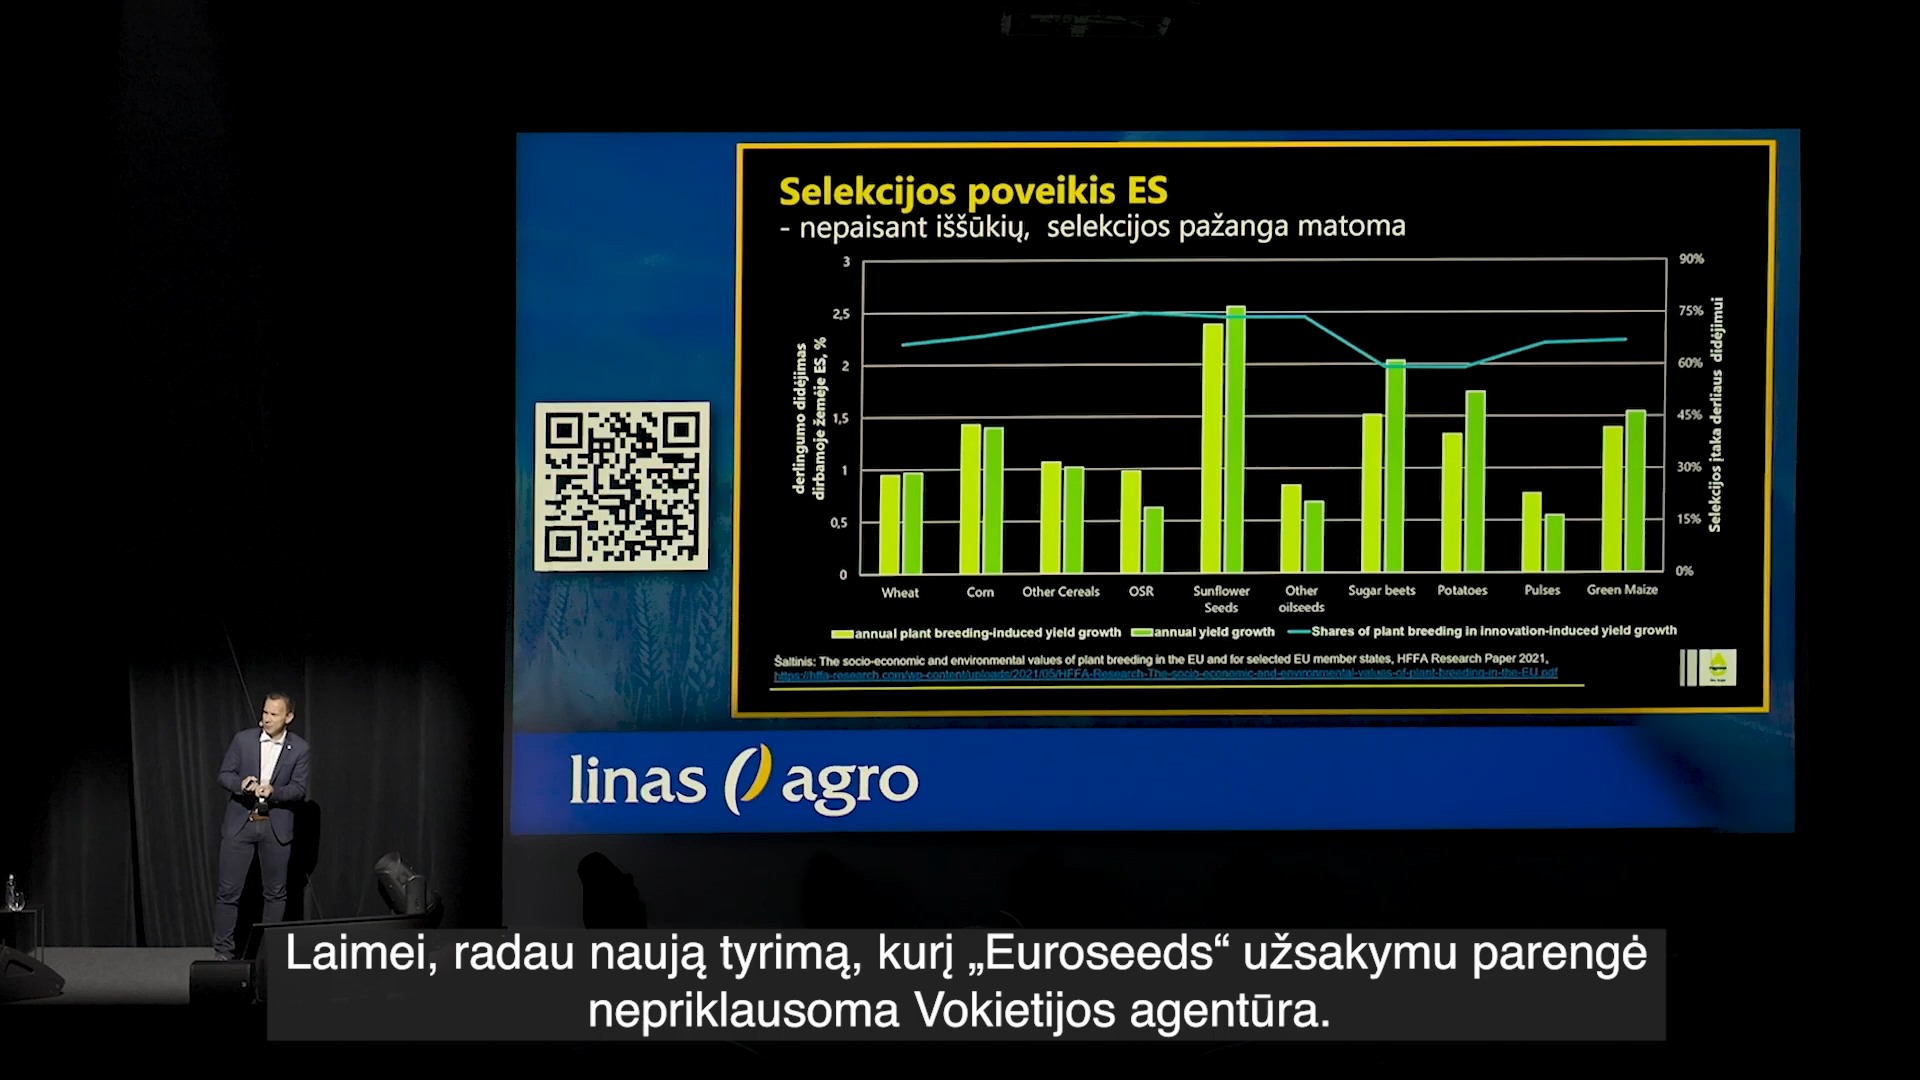 Selekcijos poveikis ES
- nepaisant iššūkių, selekcijos pažanga matoma
derlingumo didėjimas
dirbamoje žemėje ES, %
3
2,5
2
1,5
1
0,5
0
90%
75%
60%
45%
30%
15%
0%
Selekcijos įtaka derliaus didėjimui
Wheat
Corn
Other Cereals
OSR
Sunflower
Seeds
Other
oilseeds
Sugar beets
Potatoes
Pulses
Green Maize
annual plant breeding-induced yield growth
annual yield growth
Shares of plant breeding in innovation-induced yield growth
Šaltinis: The socio-economic and environmental values of plant breeding in the EU and for selected EU member states, HFFA Research Paper 2021,
https://hffa-research.com/wp-content/uploads/2021/05/HFFA-Research-The-socio-economic-and-environmental-values-of-plant-breeding-in-the-EU.pdf
linas agro
Laimei, radau naują tyrimą, kurį „Euroseeds“ užsakymu parengė
nepriklausoma Vokietijos agentūra.